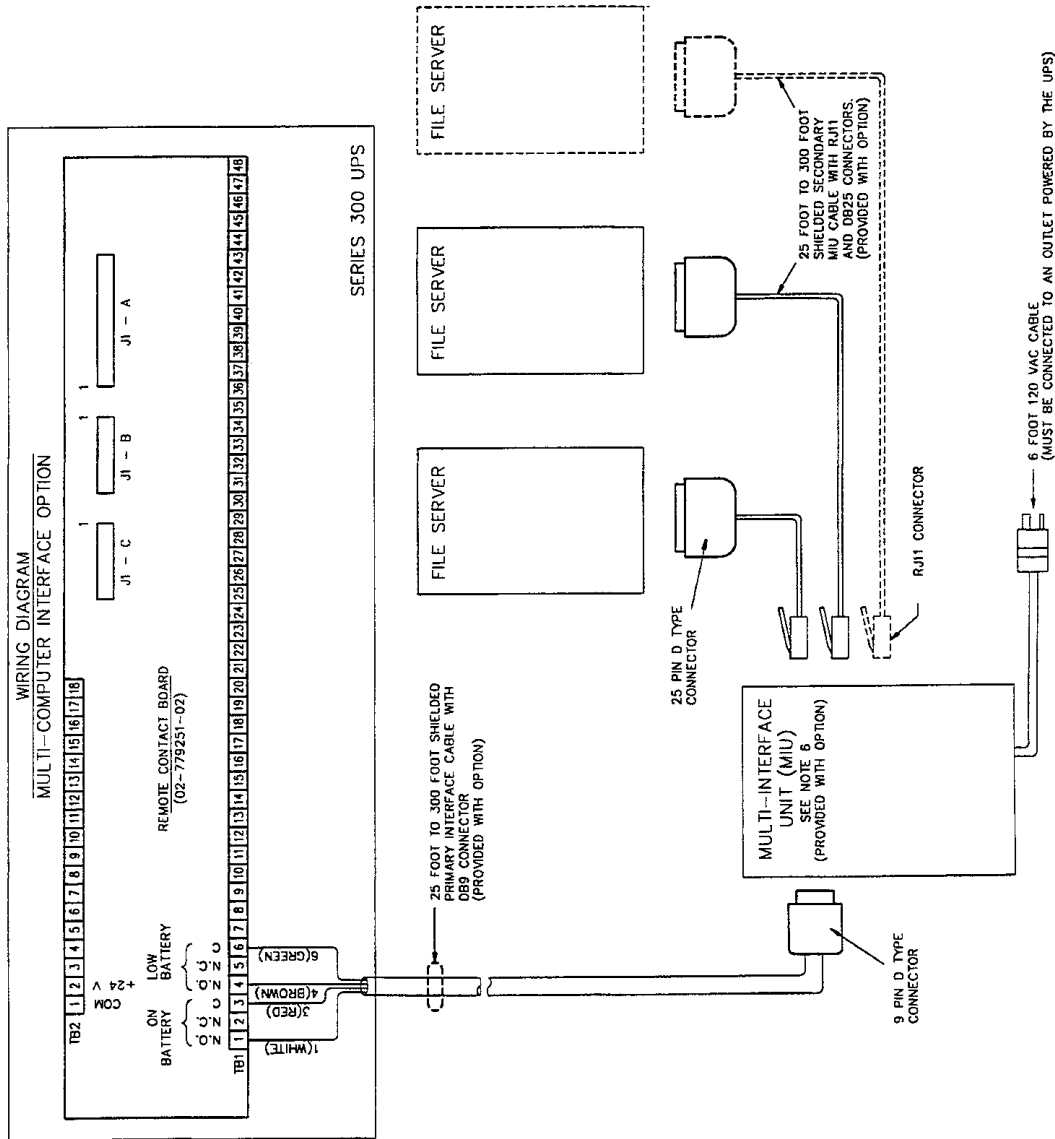 WIRING DIAGRAM
MULTI-COMPUTER INTERFACE OPTION
TB2
1 2 3 4 5 6 7 8 9 10 11 12 13 14 15 16 17 18
COM
+24 V
J1 - C
1
J1 - B
1
J1 - A
1
REMOTE CONTACT BOARD
(02-779251-02)
ON
BATTERY
LOW
BATTERY
N.O.
N.C.
C
N.O.
N.C.
C
TB1
1 2 3 4 5 6 7 8 9 10 11 12 13 14 15 16 17 18 19 20 21 22 23 24 25 26 27 28 29 30 31 32 33 34 35 36 37 38 39 40 41 42 43 44 45 46 47 48
1(WHITE)
3(RED)
4(BROWN)
6(GREEN)
SERIES 300 UPS
25 FOOT TO 300 FOOT SHIELDED
PRIMARY INTERFACE CABLE WITH
DB9 CONNECTOR
(PROVIDED WITH OPTION)
FILE SERVER
FILE SERVER
FILE SERVER
25 PIN D TYPE
CONNECTOR
25 FOOT TO 300 FOOT
SHIELDED SECONDARY
MIU CABLE WITH RJ11
AND DB25 CONNECTORS.
(PROVIDED WITH OPTION)
9 PIN D TYPE
CONNECTOR
MULTI-INTERFACE
UNIT (MIU)
SEE NOTE 6
(PROVIDED WITH OPTION)
RJ11 CONNECTOR
6 FOOT 120 VAC CABLE
(MUST BE CONNECTED TO AN OUTLET POWERED BY THE UPS)